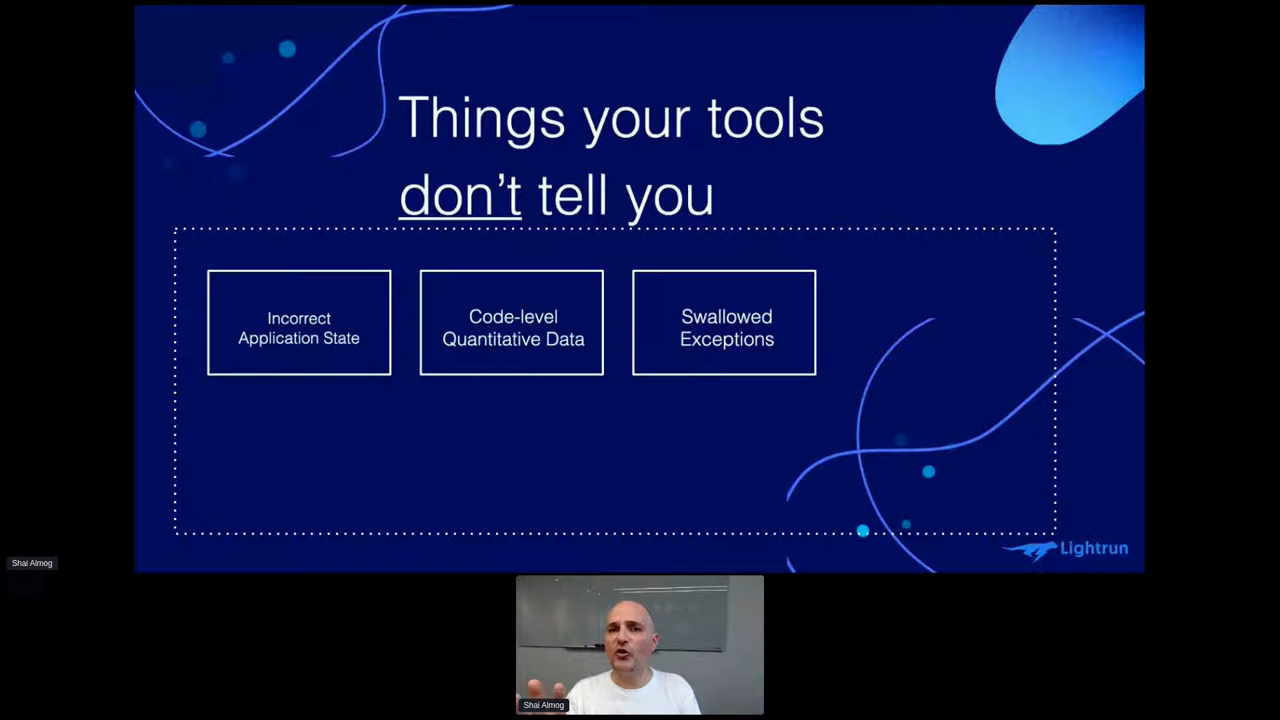 Things your tools
don't tell you
Incorrect
Application State
Code-level
Quantitative Data
Swallowed
Exceptions
Lightrun
Shai Almog
Shai Almog